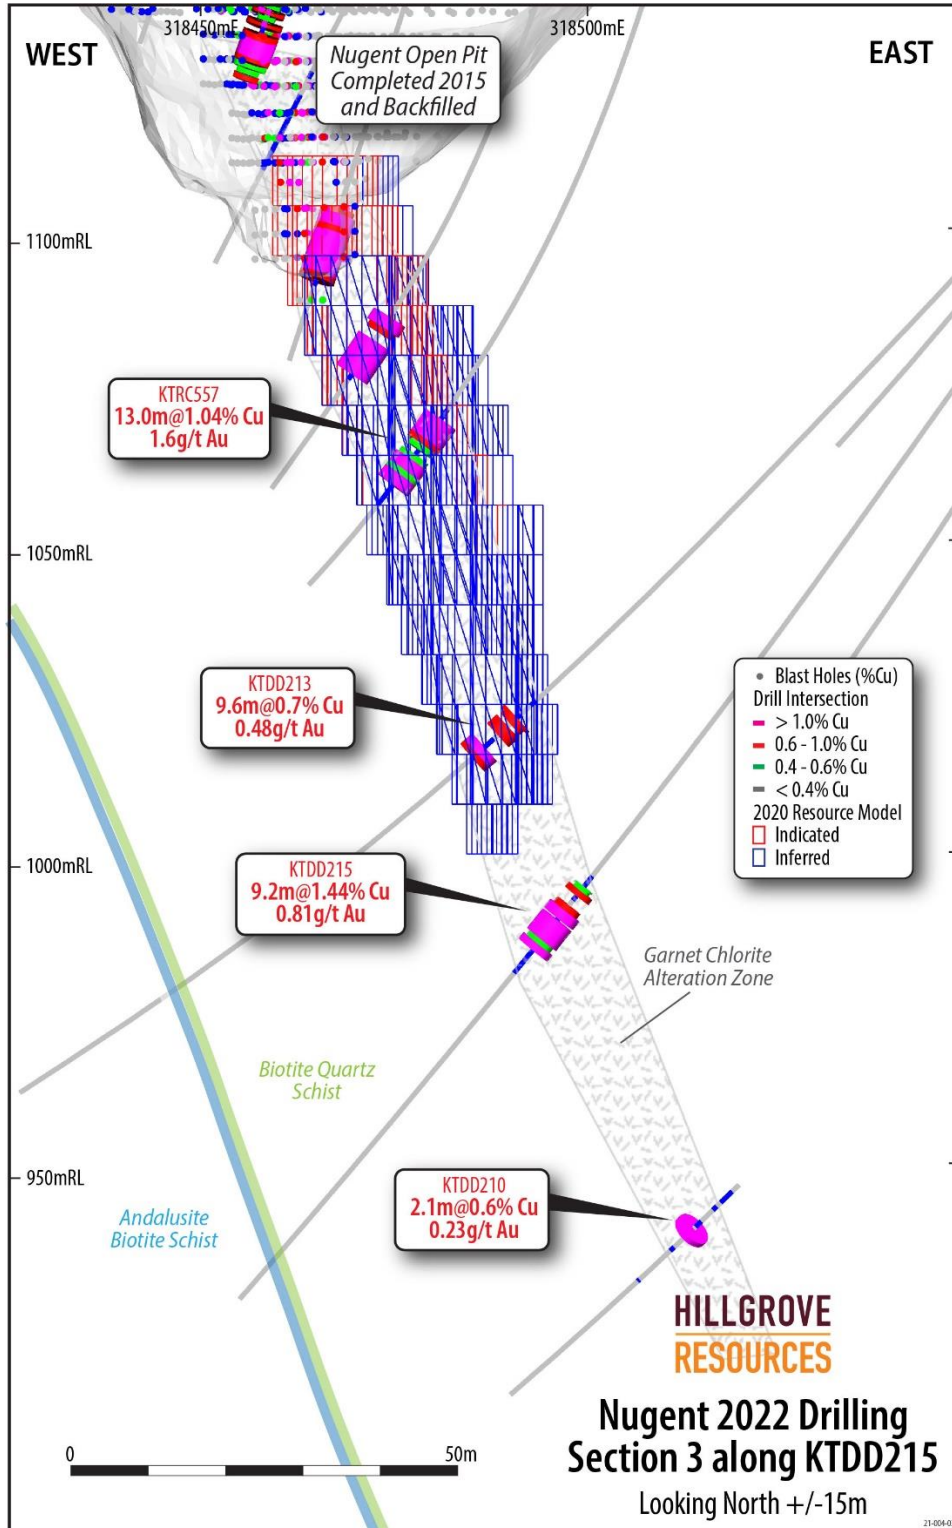 318450mE
318500mE
WEST
EAST
Nugent Open Pit
Completed 2015
and Backfilled
1100mRL
KTRC557
13.0m@1.04% Cu
1.6g/t Au
1050mRL
KTDD213
9.6m@0.7% Cu
0.48g/t Au
Blast Holes (%Cu)
Drill Intersection
> 1.0% Cu
0.6 - 1.0% Cu
0.4 - 0.6% Cu
< 0.4% Cu
2020 Resource Model
Indicated
Inferred
1000mRL
KTDD215
9.2m@1.44% Cu
0.81g/t Au
Garnet Chlorite
Alteration Zone
Biotite Quartz
Schist
950mRL
KTDD210
2.1m@0.6% Cu
0.23g/t Au
Andalusite
Biotite Schist
HILLGROVE
RESOURCES
Nugent 2022 Drilling
Section 3 along KTDD215
Looking North +/-15m
0
50m